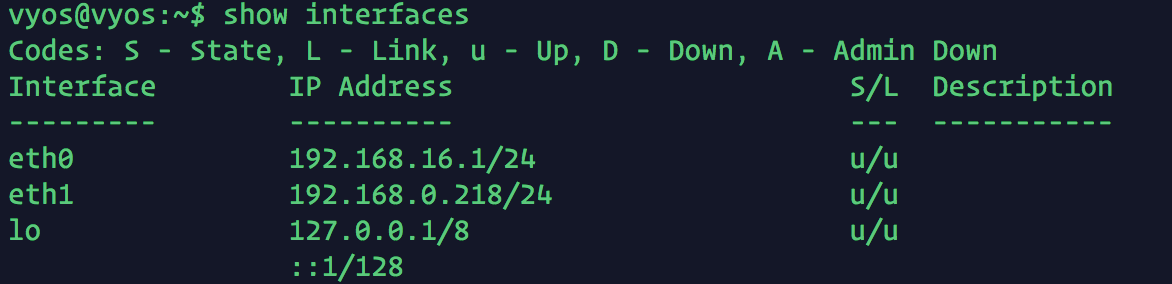 vyos@vyos:~$ show interfaces
Codes: S - State, L - Link, u - Up, D - Down, A - Admin Down
Interface        IP Address                        S/L  Description
---------        ----------                        ---  -----------
eth0             192.168.16.1/24                   u/u
eth1             192.168.0.218/24                  u/u
lo               127.0.0.1/8                       u/u
                 ::1/128